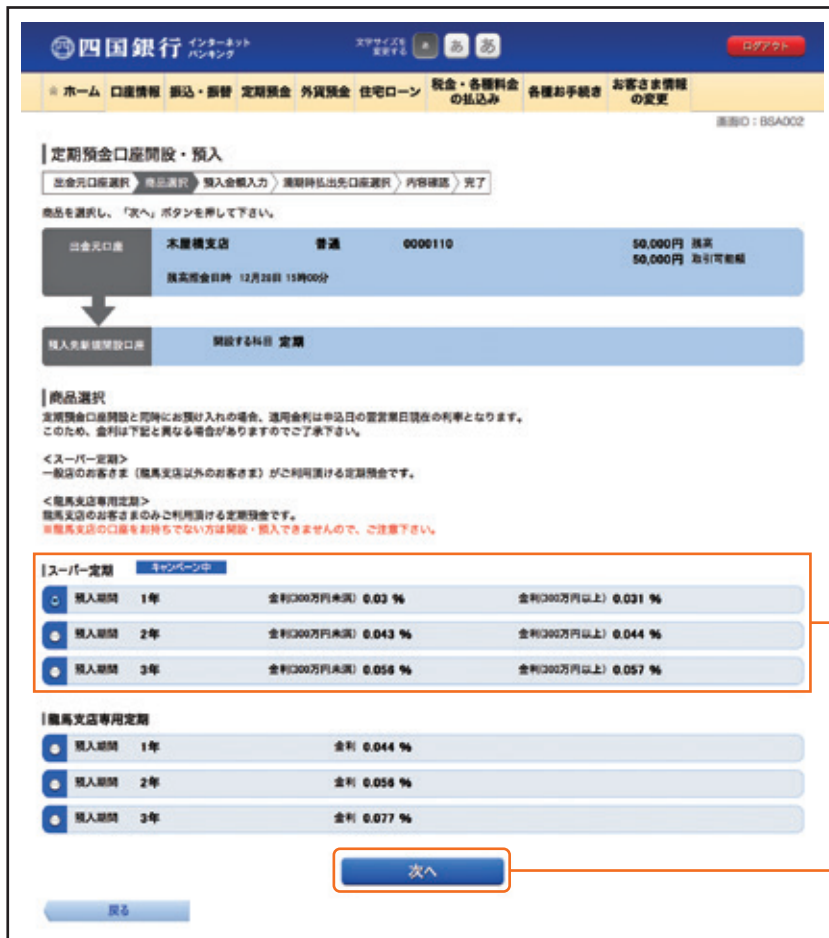 四国銀行 インターネットバンキング 文字サイズを変更する あ あ あ ログアウト
ホーム 口座情報 振込・振替 定期預金 外貨預金 住宅ローン 税金・各種料金の払込み 各種お手続き お客さま情報の変更
画面ID：BSA002
定期預金口座開設・預入
出金元口座選択 商品選択 預入金額入力 満期時払出先口座選択 内容確認 完了
商品を選択し、「次へ」ボタンを押して下さい。
出金元口座 木屋橋支店 普通 0000110 50,000円 残高
50,000円 取引可能額
残高照会日時 12月28日 15時00分
預入先新規開設口座 開設する科目 定期
商品選択
定期預金口座開設と同時にお預け入れの場合、適用金利は申込日の翌営業日現在の利率となります。
このため、金利は下記と異なる場合がありますのでご了承下さい。
＜スーパー定期＞
一般店のお客さま（龍馬支店以外のお客さま）がご利用頂ける定期預金です。
＜龍馬支店専用定期＞
龍馬支店のお客さまのみご利用頂ける定期預金です。
※龍馬支店の口座をお持ちでない方は開設・預入できませんので、ご注意下さい。
スーパー定期 キャンペーン中
預入期間 1年 金利(300万円未満) 0.03 % 金利(300万円以上) 0.031 %
預入期間 2年 金利(300万円未満) 0.043 % 金利(300万円以上) 0.044 %
預入期間 3年 金利(300万円未満) 0.056 % 金利(300万円以上) 0.057 %
龍馬支店専用定期
預入期間 1年 金利 0.044 %
預入期間 2年 金利 0.056 %
預入期間 3年 金利 0.077 %
次へ
戻る